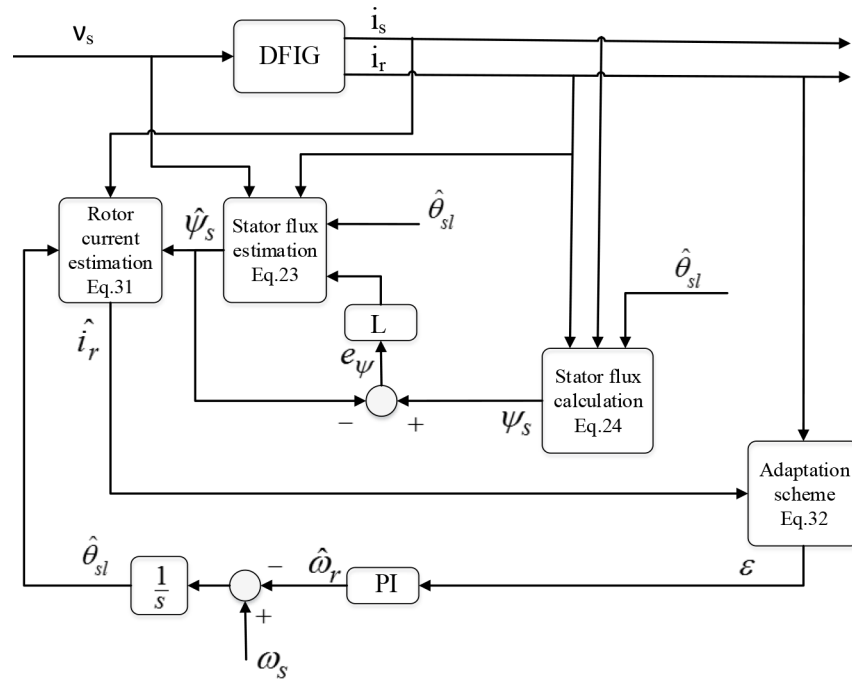 νs
DFIG
is
ir
Rotor
current
estimation
Eq.31
ψ̂s
Stator flux
estimation
Eq.23
θ̂sl
θ̂sl
L
îr
eψ
Stator flux
calculation
Eq.24
− +
ψs
Adaptation
scheme
Eq.32
θ̂sl
1
s
−
+
ω̂r
PI
ε
ωs